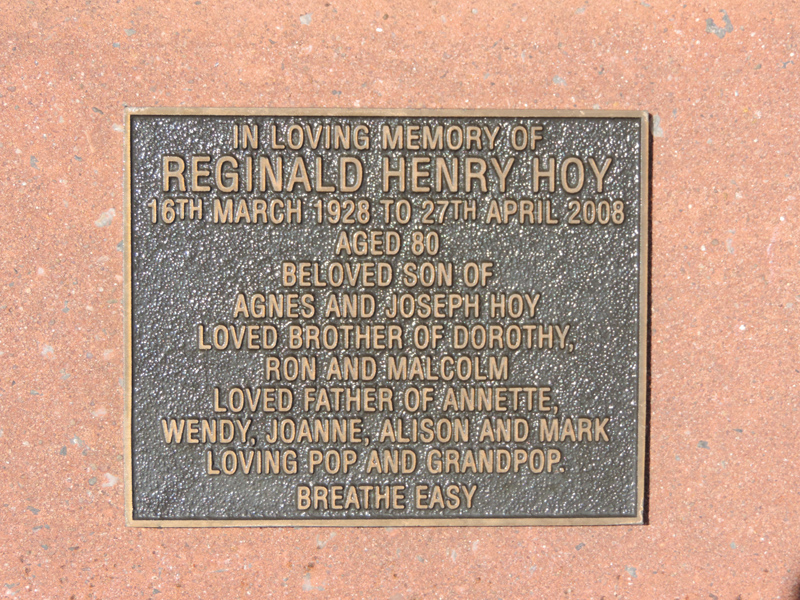 IN LOVING MEMORY OF
REGINALD HENRY HOY
16TH MARCH 1928 TO 27TH APRIL 2008
AGED 80
BELOVED SON OF
AGNES AND JOSEPH HOY
LOVED BROTHER OF DOROTHY,
RON AND MALCOLM
LOVED FATHER OF ANNETTE,
WENDY, JOANNE, ALISON AND MARK
LOVING POP AND GRANDPOP.
BREATHE EASY